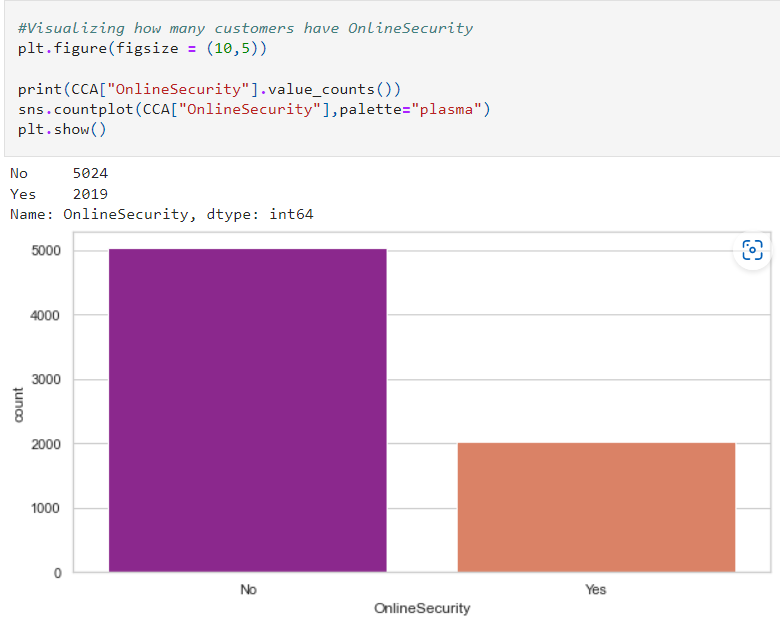 #Visualizing how many customers have OnlineSecurity
plt.figure(figsize = (10,5))
print(CCA["OnlineSecurity"].value_counts())
sns.countplot(CCA["OnlineSecurity"],palette="plasma")
plt.show()
No 5024
Yes 2019
Name: OnlineSecurity, dtype: int64
5000
4000
3000
2000
1000
0
count
No Yes
OnlineSecurity